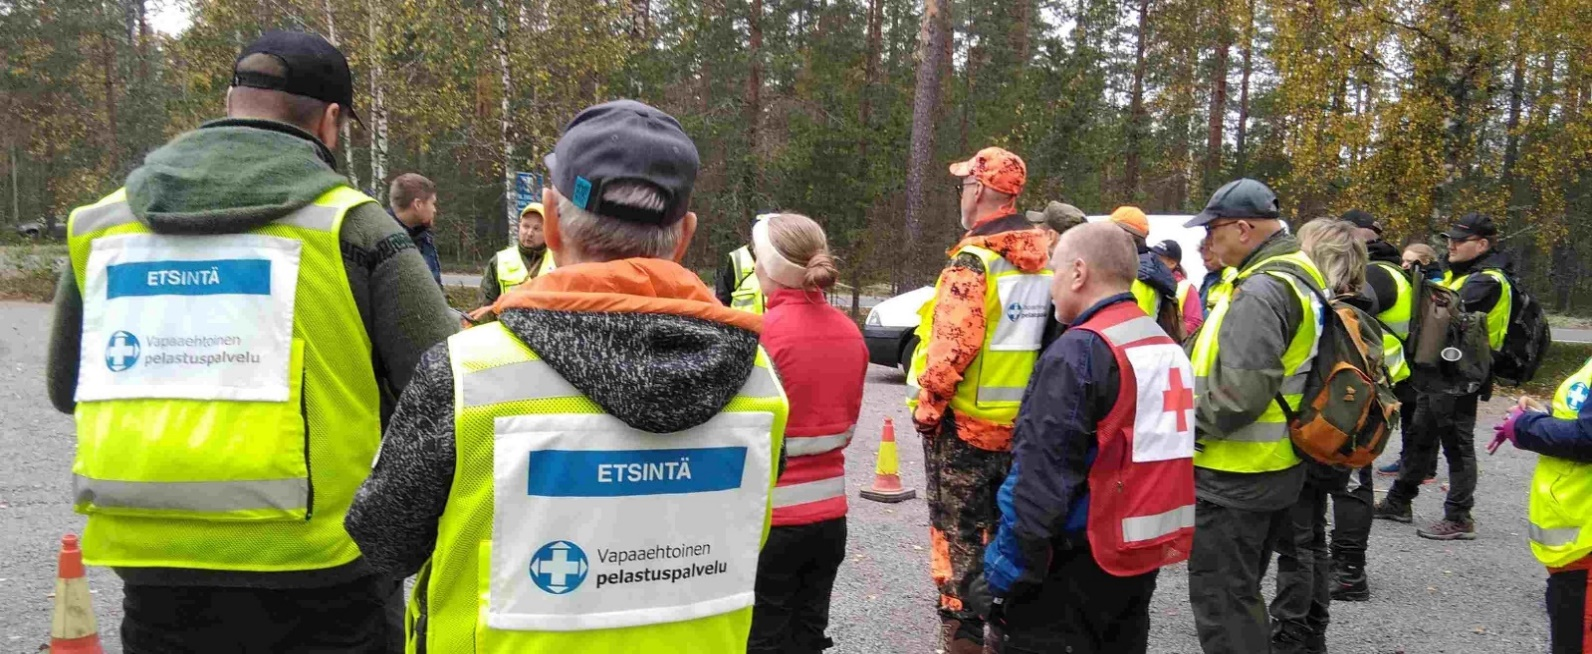 ETSINTÄ
Vapaaehtoinen
pelastuspalvelu
ETSINTÄ
Vapaaehtoinen
pelastuspalvelu